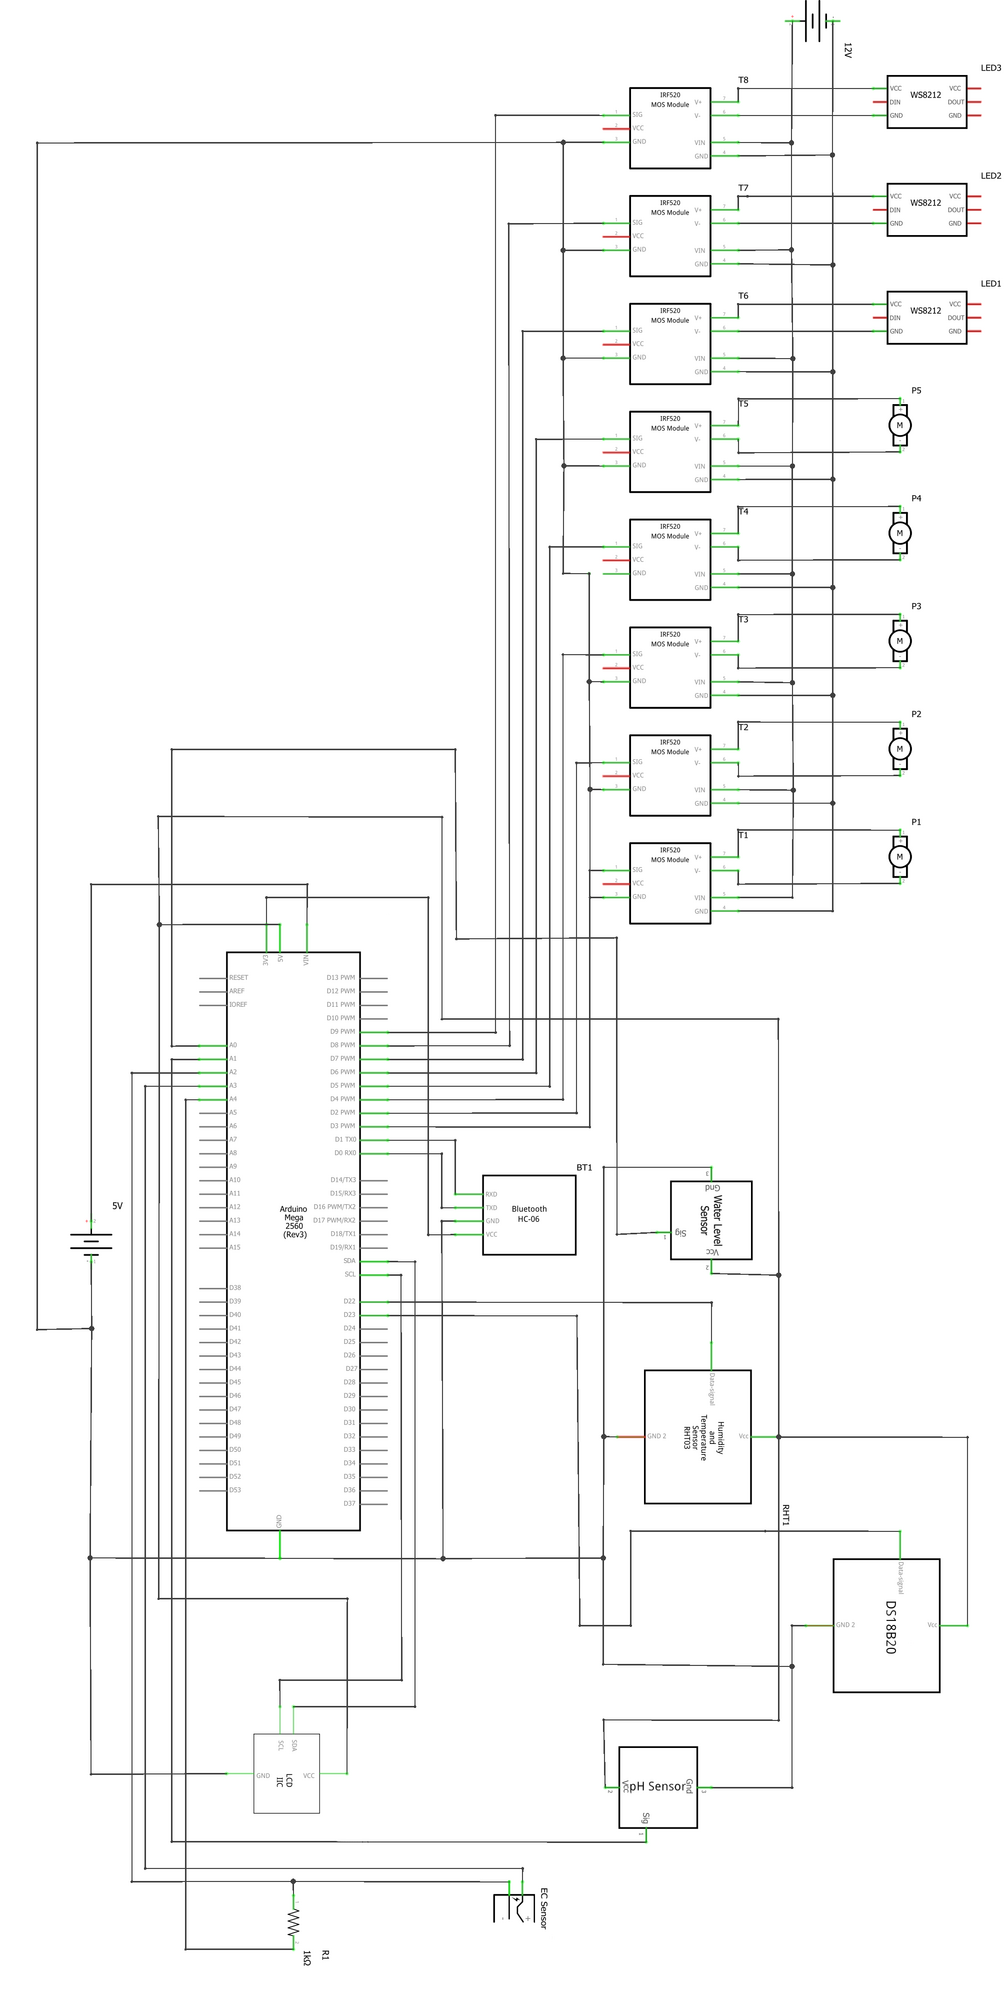 12V
T8
IRF520
MOS Module
SIG
VCC
GND
V+
V-
VIN
GND
LED3
WS8212
VCC
DIN
GND
VCC
DOUT
GND
T7
IRF520
MOS Module
SIG
VCC
GND
V+
V-
VIN
GND
LED2
WS8212
VCC
DIN
GND
VCC
DOUT
GND
T6
IRF520
MOS Module
SIG
VCC
GND
V+
V-
VIN
GND
LED1
WS8212
VCC
DIN
GND
VCC
DOUT
GND
T5
IRF520
MOS Module
SIG
VCC
GND
V+
V-
VIN
GND
P5
M
T4
IRF520
MOS Module
SIG
VCC
GND
V+
V-
VIN
GND
P4
M
T3
IRF520
MOS Module
SIG
VCC
GND
V+
V-
VIN
GND
P3
M
T2
IRF520
MOS Module
SIG
VCC
GND
V+
V-
VIN
GND
P2
M
T1
IRF520
MOS Module
SIG
VCC
GND
V+
V-
VIN
GND
P1
M
3V3
5V
VIN
RESET
AREF
IOREF
A0
A1
A2
A3
A4
A5
A6
A7
A8
A9
A10
A11
A12
A13
A14
A15
D38
D39
D40
D41
D42
D43
D44
D45
D46
D47
D48
D49
D50
D51
D52
D53
D13 PWM
D12 PWM
D11 PWM
D10 PWM
D9 PWM
D8 PWM
D7 PWM
D6 PWM
D5 PWM
D4 PWM
D2 PWM
D3 PWM
D1 TX0
D0 RX0
D14/TX3
D15/RX3
D16 PWM/TX2
D17 PWM/RX2
D18/TX1
D19/RX1
SDA
SCL
D22
D23
D24
D25
D26
D27
D28
D29
D30
D31
D32
D33
D34
D35
D36
D37
GND
Arduino
Mega
2560
(Rev3)
5V
BT1
Bluetooth
HC-06
RXD
TXD
GND
VCC
Water Level
Sensor
Gnd
Sig
Vcc
3
1
2
Humidity
and
Temperature
Sensor
RHT03
Data-signal
GND 2
Vcc
RHT1
DS18B20
Data-signal
GND 2
Vcc
pH Sensor
VCC
Gnd
Sig
2
3
1
LCD
IIC
SCL
SDA
GND
VCC
EC Sensor
-
+
R1
1kΩ